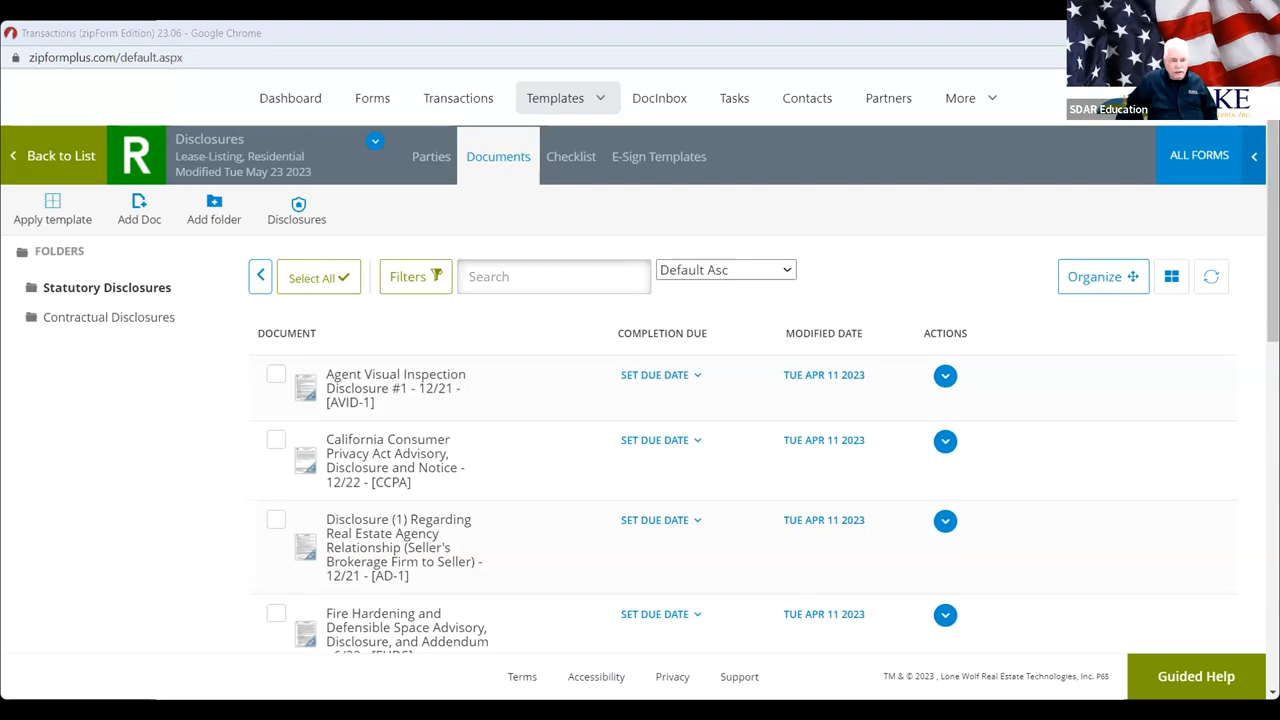 Transactions (zipForm Edition) 23.06 - Google Chrome
zipformplus.com/default.aspx
Dashboard Forms Transactions Templates DocInbox Tasks Contacts Partners More
SDAR Education
KE
Back to List
R
Disclosures
Lease-Listing, Residential
Modified Tue May 23 2023
Parties Documents Checklist E-Sign Templates
ALL FORMS
Apply template Add Doc Add folder Disclosures
FOLDERS
Statutory Disclosures
Contractual Disclosures
Select All Filters Search Default Asc Organize
DOCUMENT COMPLETION DUE MODIFIED DATE ACTIONS
Agent Visual Inspection
Disclosure #1 - 12/21 -
[AVID-1]
SET DUE DATE TUE APR 11 2023
California Consumer
Privacy Act Advisory,
Disclosure and Notice -
12/22 - [CCPA]
SET DUE DATE TUE APR 11 2023
Disclosure (1) Regarding
Real Estate Agency
Relationship (Seller's
Brokerage Firm to Seller) -
12/21 - [AD-1]
SET DUE DATE TUE APR 11 2023
Fire Hardening and
Defensible Space Advisory,
Disclosure, and Addendum
SET DUE DATE TUE APR 11 2023
Terms Accessibility Privacy Support
TM & © 2023 , Lone Wolf Real Estate Technologies, Inc. P65
Guided Help